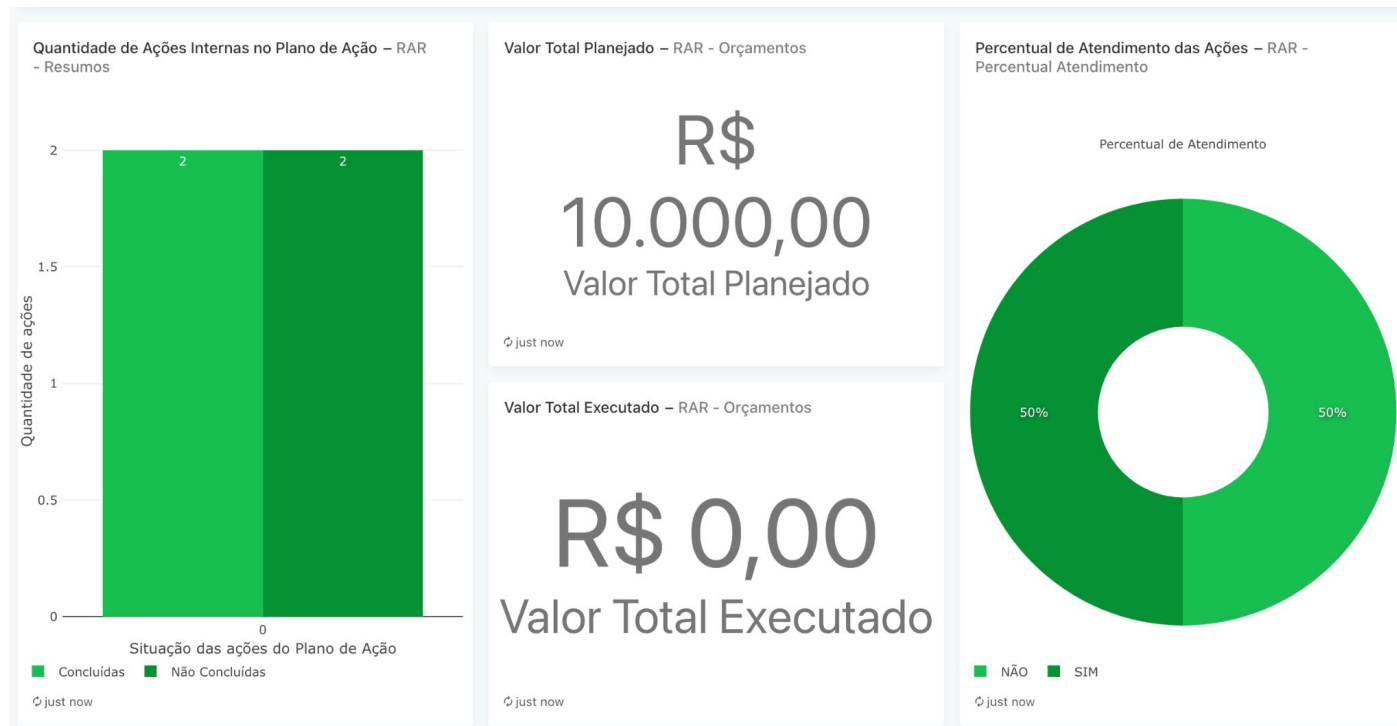 Quantidade de Ações Internas no Plano de Ação – RAR
- Resumos
2
1.5
1
0.5
0
Quantidade de ações
2
2
0
Situação das ações do Plano de Ação
Concluídas
Não Concluídas
just now
Valor Total Planejado – RAR - Orçamentos
R$
10.000,00
Valor Total Planejado
just now
Valor Total Executado – RAR - Orçamentos
R$ 0,00
Valor Total Executado
just now
Percentual de Atendimento das Ações – RAR -
Percentual Atendimento
Percentual de Atendimento
50%
50%
NÃO
SIM
just now